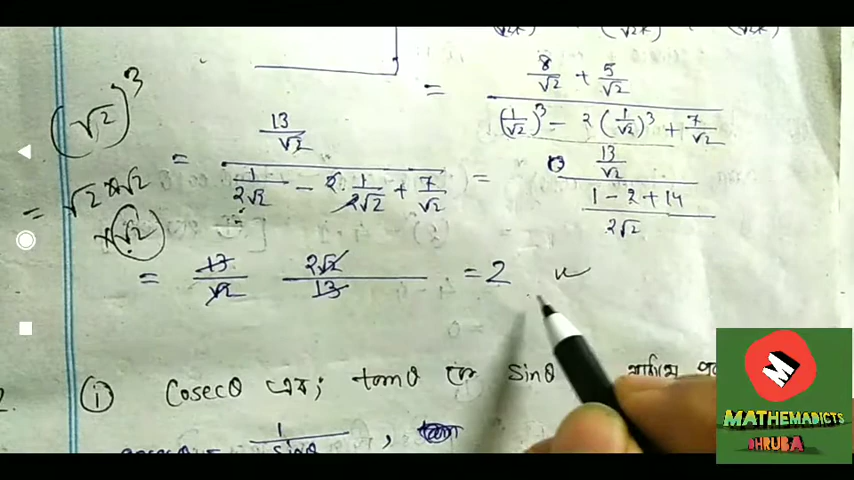 = (8/√2 + 5/√2) / ((1/√2)³ - 2(1/√2)³ + 7/√2)
(√2)³
= √2 × √2 × √2
= (13/√2) / (1/2√2 - 2·1/2√2 + 7/√2) = (13/√2) / ((1 - 2 + 14)/2√2)
= 13/√2 2√2/13 = 2
2. i Cosecθ এবং tanθ কে sinθ
1/sinθ ,
M
MATHEMADICTS
DHRUBA